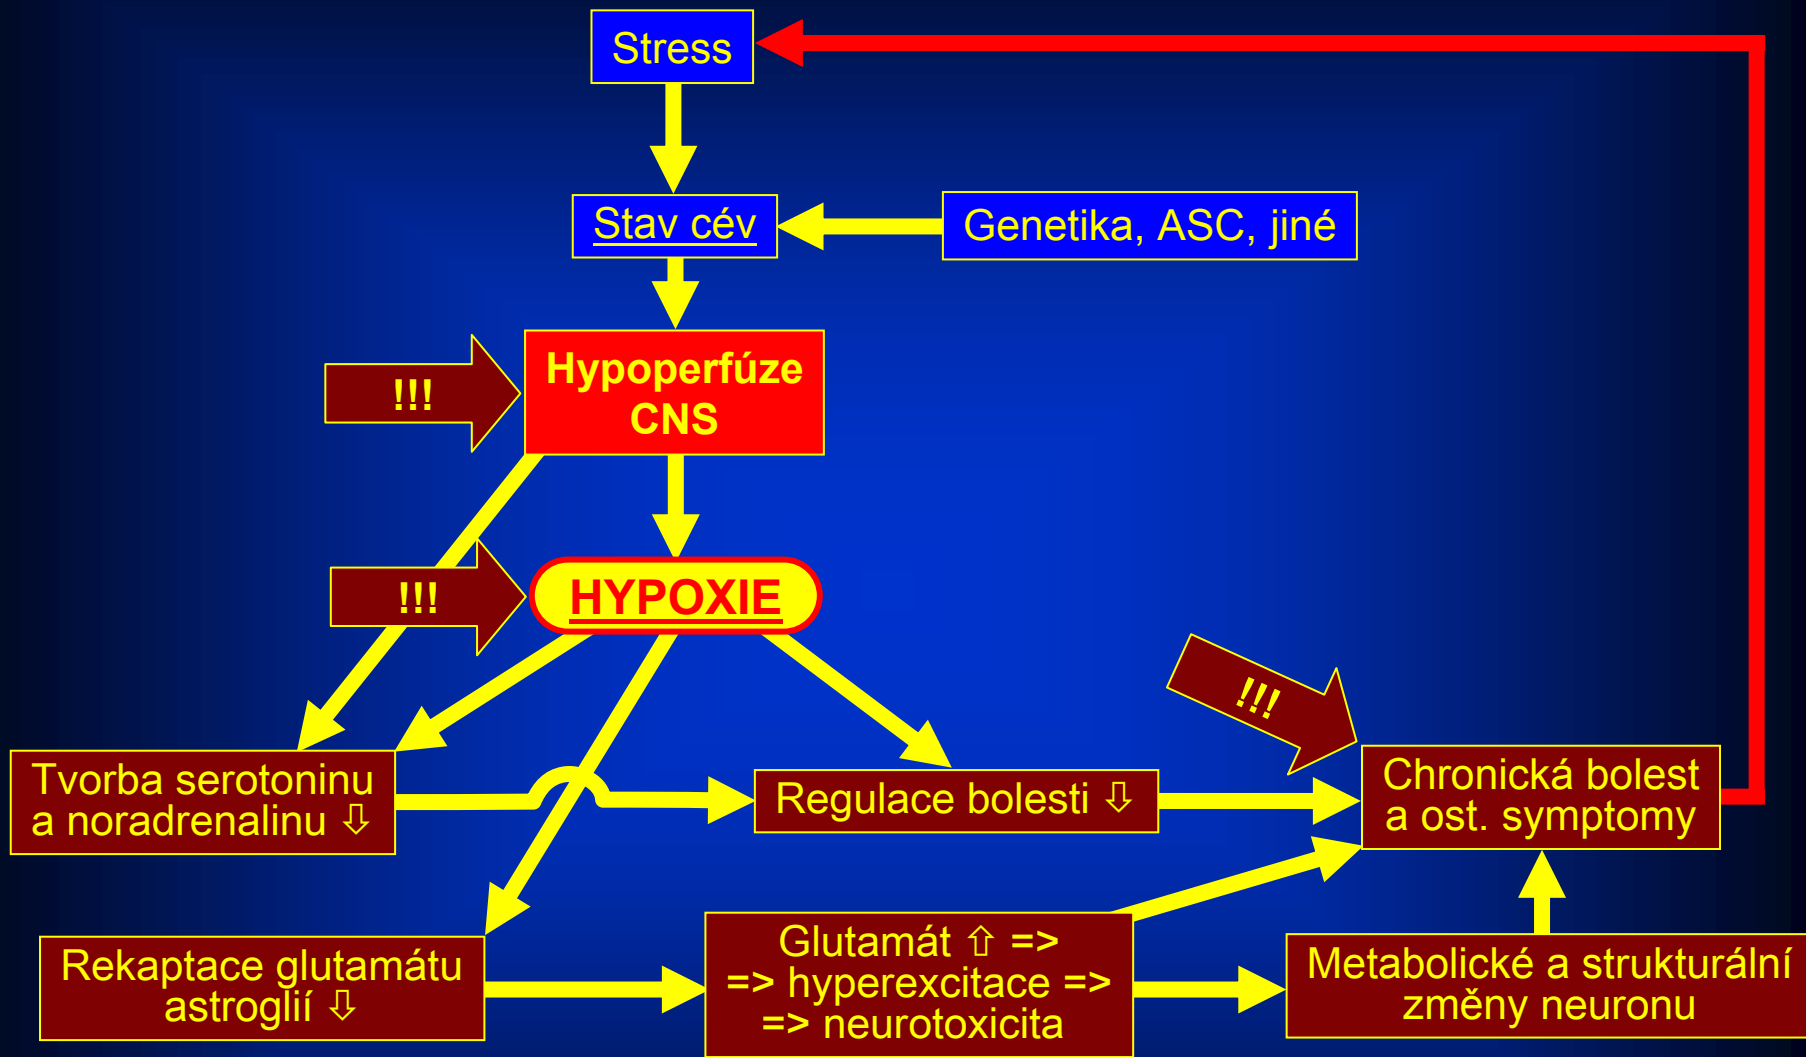 Stress
Stav cév
Genetika, ASC, jiné
!!!
Hypoperfúze
CNS
!!!
HYPOXIE
!!!
Tvorba serotoninu
a noradrenalinu ⇩
Regulace bolesti ⇩
Chronická bolest
a ost. symptomy
Rekaptace glutamátu
astroglií ⇩
Glutamát ⇧ =>
=> hyperexcitace =>
=> neurotoxicita
Metabolické a strukturální
změny neuronu